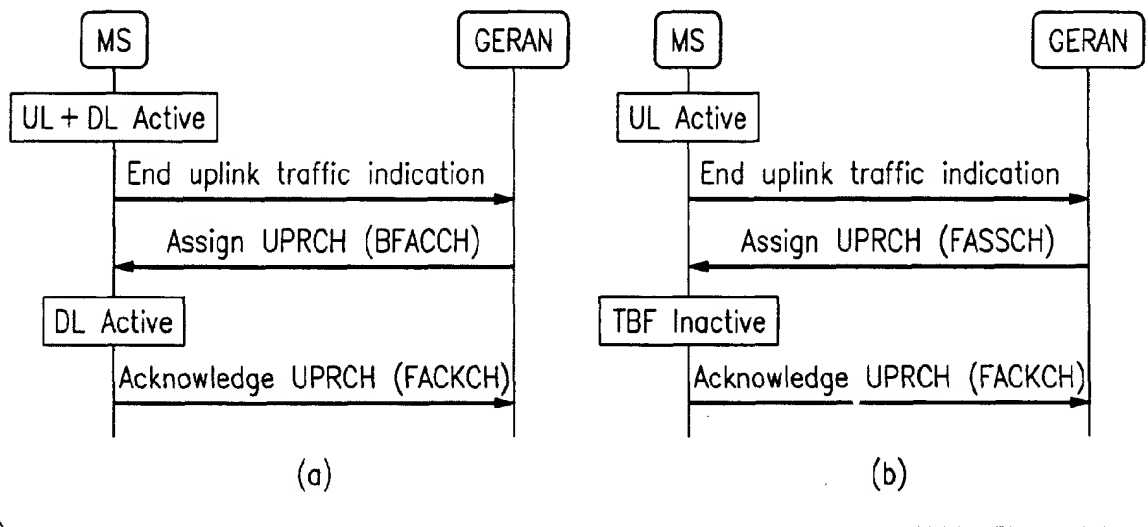 MS
GERAN
UL + DL Active
End uplink traffic indication
Assign UPRCH (BFACCH)
DL Active
Acknowledge UPRCH (FACKCH)
(a)
MS
GERAN
UL Active
End uplink traffic indication
Assign UPRCH (FASSCH)
TBF Inactive
Acknowledge UPRCH (FACKCH)
(b)